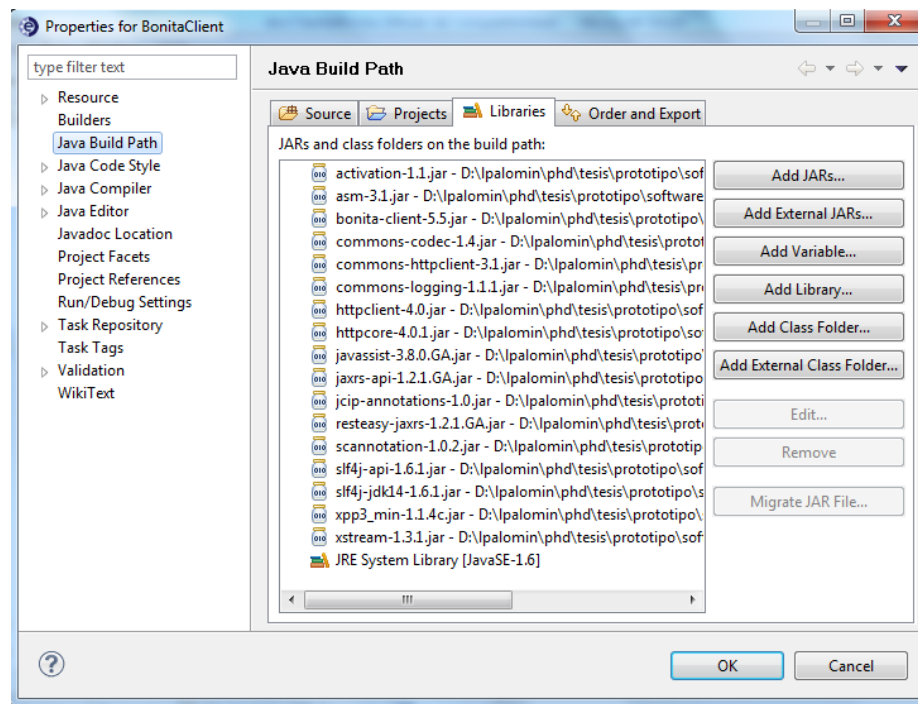 Properties for BonitaClient
type filter text
Resource
Builders
Java Build Path
Java Code Style
Java Compiler
Java Editor
Javadoc Location
Project Facets
Project References
Run/Debug Settings
Task Repository
Task Tags
Validation
WikiText
Java Build Path
Source Projects Libraries Order and Export
JARs and class folders on the build path:
activation-1.1.jar - D:\lpalomin\phd\tesis\prototipo\sof
asm-3.1.jar - D:\lpalomin\phd\tesis\prototipo\software
bonita-client-5.5.jar - D:\lpalomin\phd\tesis\prototipo\
commons-codec-1.4.jar - D:\lpalomin\phd\tesis\protot
commons-httpclient-3.1.jar - D:\lpalomin\phd\tesis\pr
commons-logging-1.1.1.jar - D:\lpalomin\phd\tesis\pr
httpclient-4.0.jar - D:\lpalomin\phd\tesis\prototipo\sof
httpcore-4.0.1.jar - D:\lpalomin\phd\tesis\prototipo\so
javassist-3.8.0.GA.jar - D:\lpalomin\phd\tesis\prototipo
jaxrs-api-1.2.1.GA.jar - D:\lpalomin\phd\tesis\prototipo
jcip-annotations-1.0.jar - D:\lpalomin\phd\tesis\prototi
resteasy-jaxrs-1.2.1.GA.jar - D:\lpalomin\phd\tesis\prot
scannotation-1.0.2.jar - D:\lpalomin\phd\tesis\prototip
slf4j-api-1.6.1.jar - D:\lpalomin\phd\tesis\prototipo\sof
slf4j-jdk14-1.6.1.jar - D:\lpalomin\phd\tesis\prototipo\s
xpp3_min-1.1.4c.jar - D:\lpalomin\phd\tesis\prototipo\
xstream-1.3.1.jar - D:\lpalomin\phd\tesis\prototipo\sof
JRE System Library [JavaSE-1.6]
Add JARs...
Add External JARs...
Add Variable...
Add Library...
Add Class Folder...
Add External Class Folder...
Edit...
Remove
Migrate JAR File...
OK Cancel